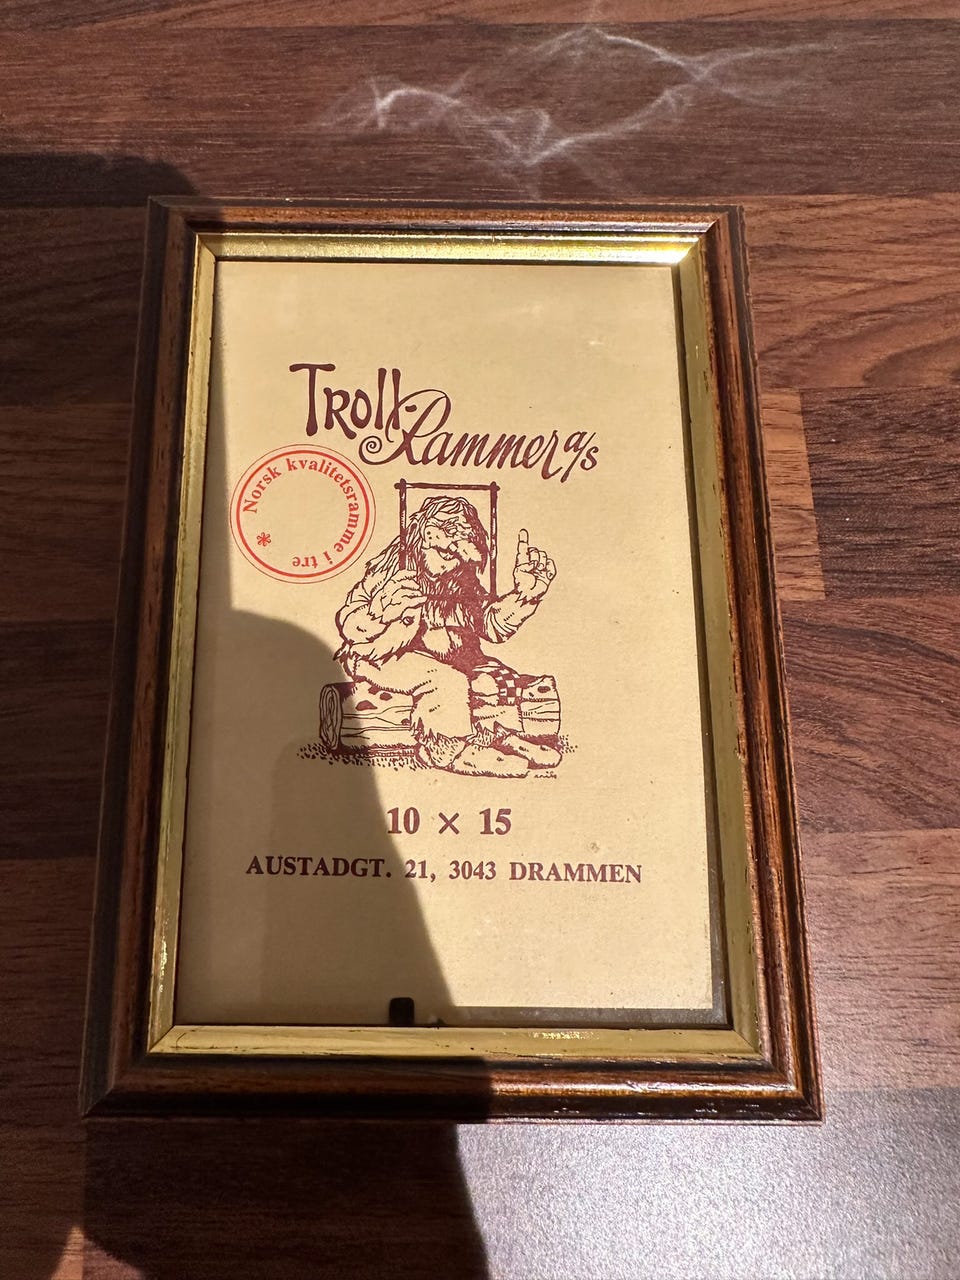 Troll-
Rammer a/s
Norsk kvalitetsramme i tre *
10 × 15
AUSTADGT. 21, 3043 DRAMMEN